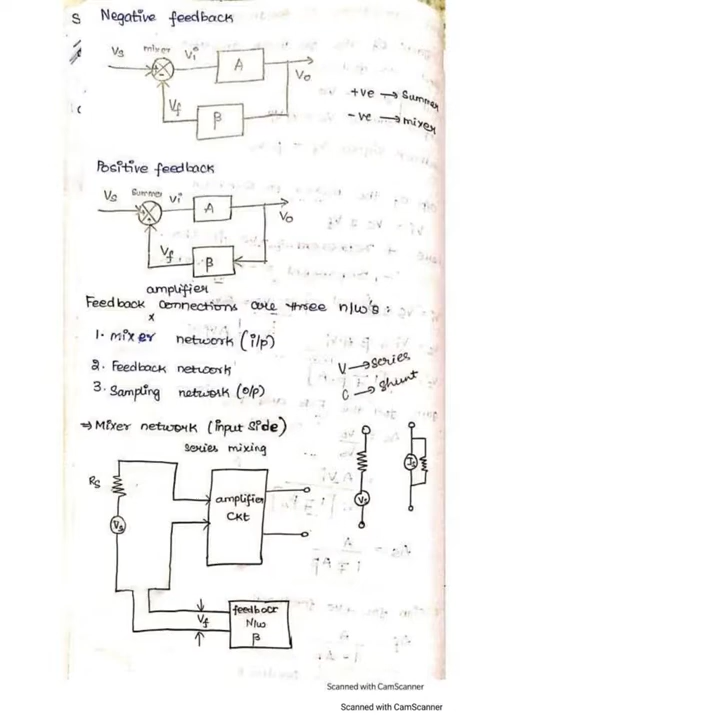 S Negative feedback
Vs mixer Vi A Vo
Vf β
+ve → Summer
-ve → mixer
Positive feedback
Vs Summer Vi A Vo
Vf β
amplifier
Feedback connections are three n/w's :
x
1. mixer network (i/p)
2. Feedback network
3. Sampling network (o/p)
V → series
C → shunt
⇒ Mixer network (input side)
series mixing
Rs
Vs
amplifier
Ckt
Vs
Is
feedback
N/w
β
Vf
Scanned with CamScanner
Scanned with CamScanner